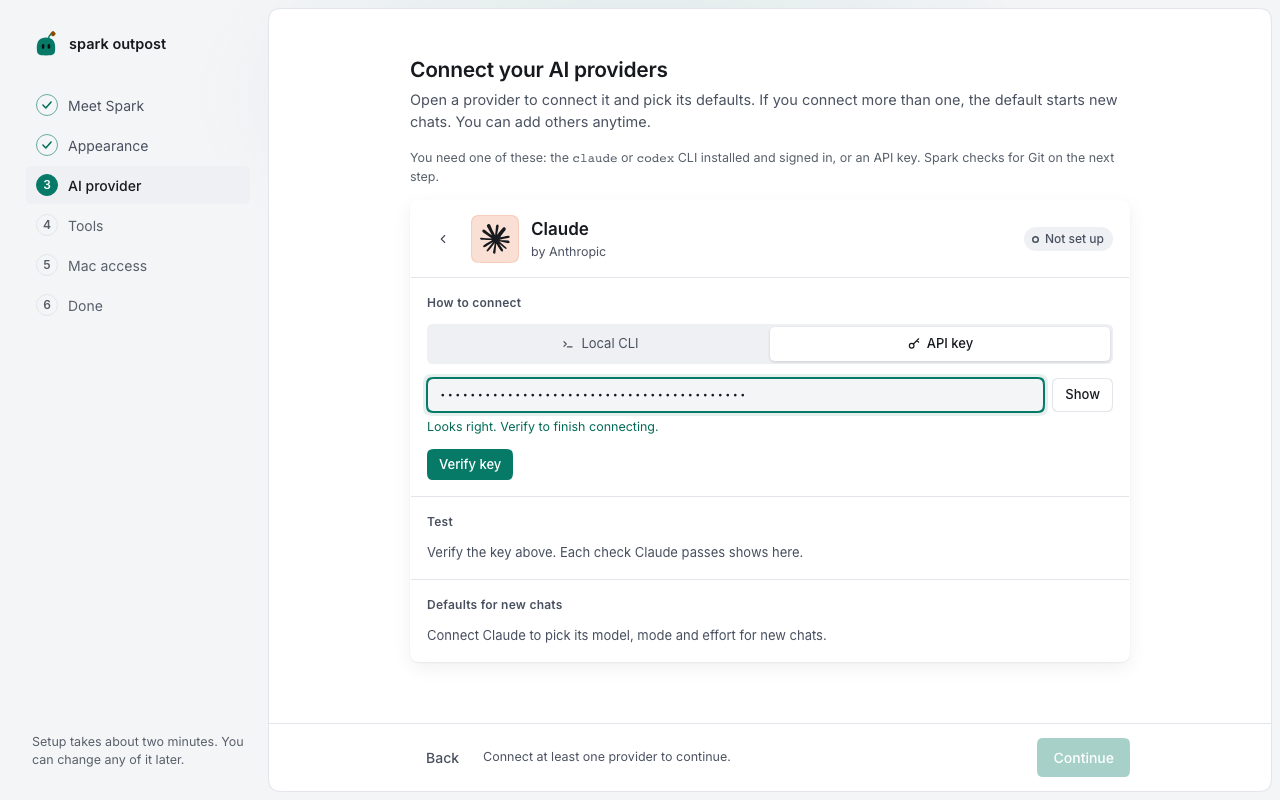 spark outpost
Meet Spark
Appearance
3 AI provider
4 Tools
5 Mac access
6 Done
Setup takes about two minutes. You
can change any of it later.
Connect your AI providers
Open a provider to connect it and pick its defaults. If you connect more than one, the default starts new
chats. You can add others anytime.
You need one of these: the claude or codex CLI installed and signed in, or an API key. Spark checks for Git on the next
step.
Claude
by Anthropic
Not set up
How to connect
Local CLI
API key
Show
Looks right. Verify to finish connecting.
Verify key
Test
Verify the key above. Each check Claude passes shows here.
Defaults for new chats
Connect Claude to pick its model, mode and effort for new chats.
Back
Connect at least one provider to continue.
Continue